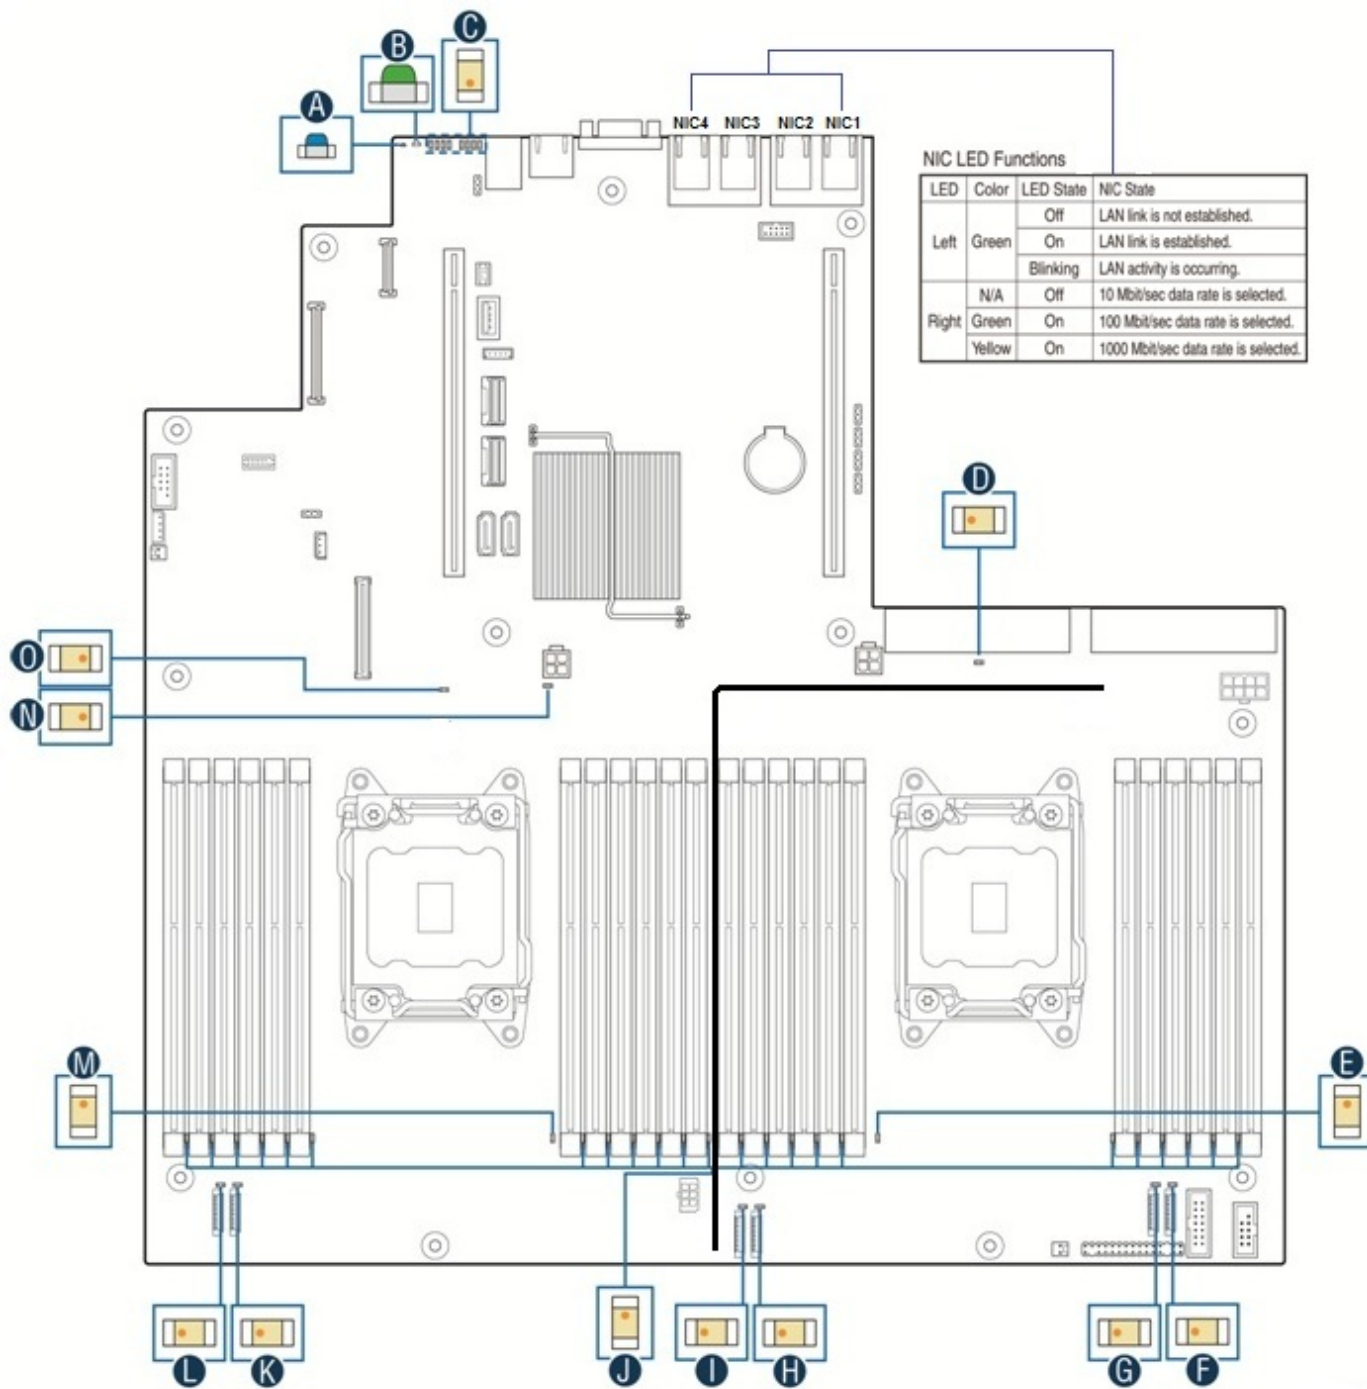 C
B
A
NIC4 NIC3 NIC2 NIC1
NIC LED Functions
LED Color LED State NIC State
Left Green Off LAN link is not established.
On LAN link is established.
Blinking LAN activity is occurring.
Right N/A Off 10 Mbit/sec data rate is selected.
Green On 100 Mbit/sec data rate is selected.
Yellow On 1000 Mbit/sec data rate is selected.
D
O
N
M
E
L K J I H G F